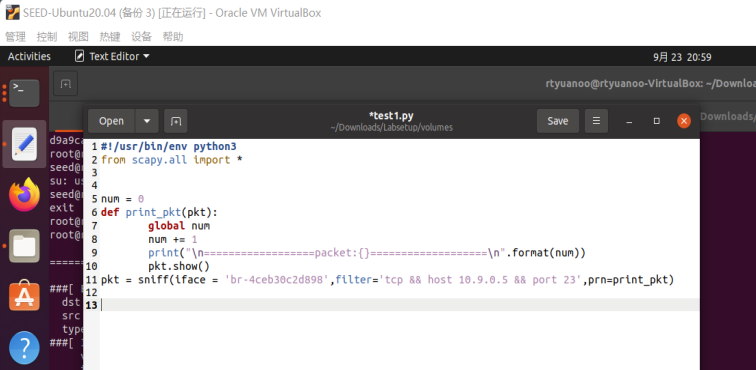 SEED-Ubuntu20.04 (备份 3) [正在运行] - Oracle VM VirtualBox
管理 控制 视图 热键 设备 帮助
Activities Text Editor 9月 23 20:59
rtyuanoo@rtyuanoo-VirtualBox: ~/Downloa
Open *test1.py Save
~/Downloads/Labsetup/volumes
Downloads/
d9a9ca
root@
seed@
su: us
seed@
exit
root@
root@
=====
###[
dst
src
type
###[
1 #!/usr/bin/env python3
2 from scapy.all import *
3
4
5 num = 0
6 def print_pkt(pkt):
7 global num
8 num += 1
9 print("\n==================packet:{}===================\n".format(num))
10 pkt.show()
11 pkt = sniff(iface = 'br-4ceb30c2d898',filter='tcp && host 10.9.0.5 && port 23',prn=print_pkt)
12
13